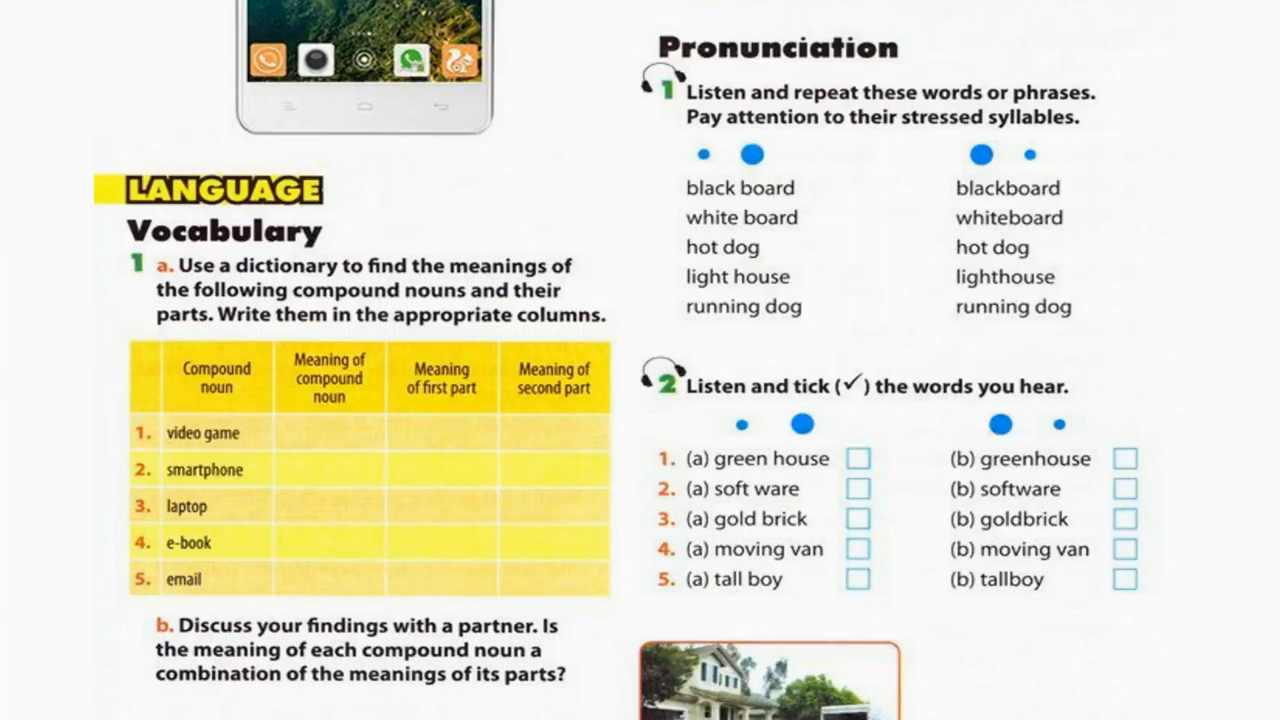 LANGUAGE
Vocabulary
1 a. Use a dictionary to find the meanings of
the following compound nouns and their
parts. Write them in the appropriate columns.
Compound noun | Meaning of compound noun | Meaning of first part | Meaning of second part
1. video game
2. smartphone
3. laptop
4. e-book
5. email
b. Discuss your findings with a partner. Is
the meaning of each compound noun a
combination of the meanings of its parts?
Pronunciation
1 Listen and repeat these words or phrases.
Pay attention to their stressed syllables.
black board blackboard
white board whiteboard
hot dog hot dog
light house lighthouse
running dog running dog
2 Listen and tick (✓) the words you hear.
1. (a) green house (b) greenhouse
2. (a) soft ware (b) software
3. (a) gold brick (b) goldbrick
4. (a) moving van (b) moving van
5. (a) tall boy (b) tallboy